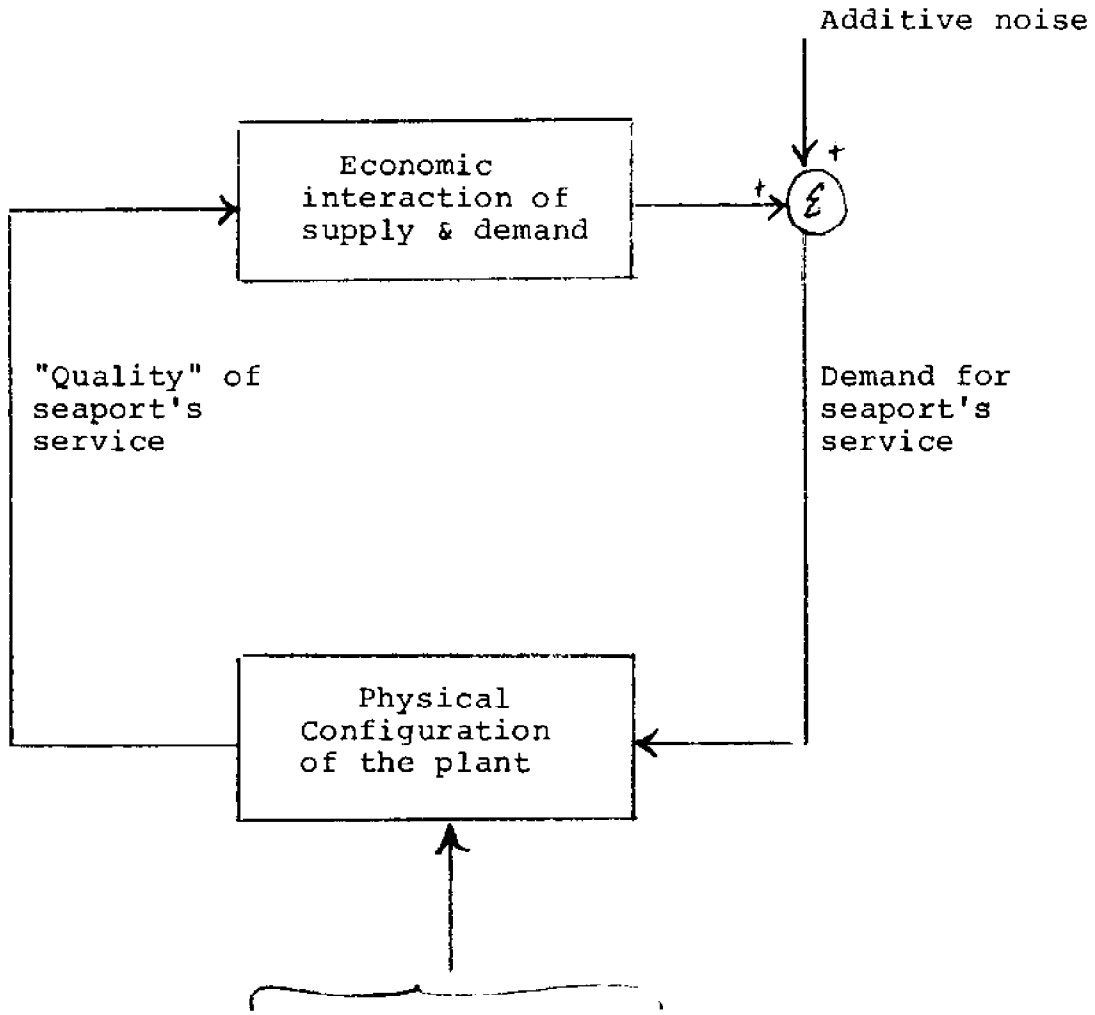 Additive noise
+
Economic
interaction of
supply & demand
+
Ɛ
"Quality" of
seaport's
service
Demand for
seaport's
service
Physical
Configuration
of the plant